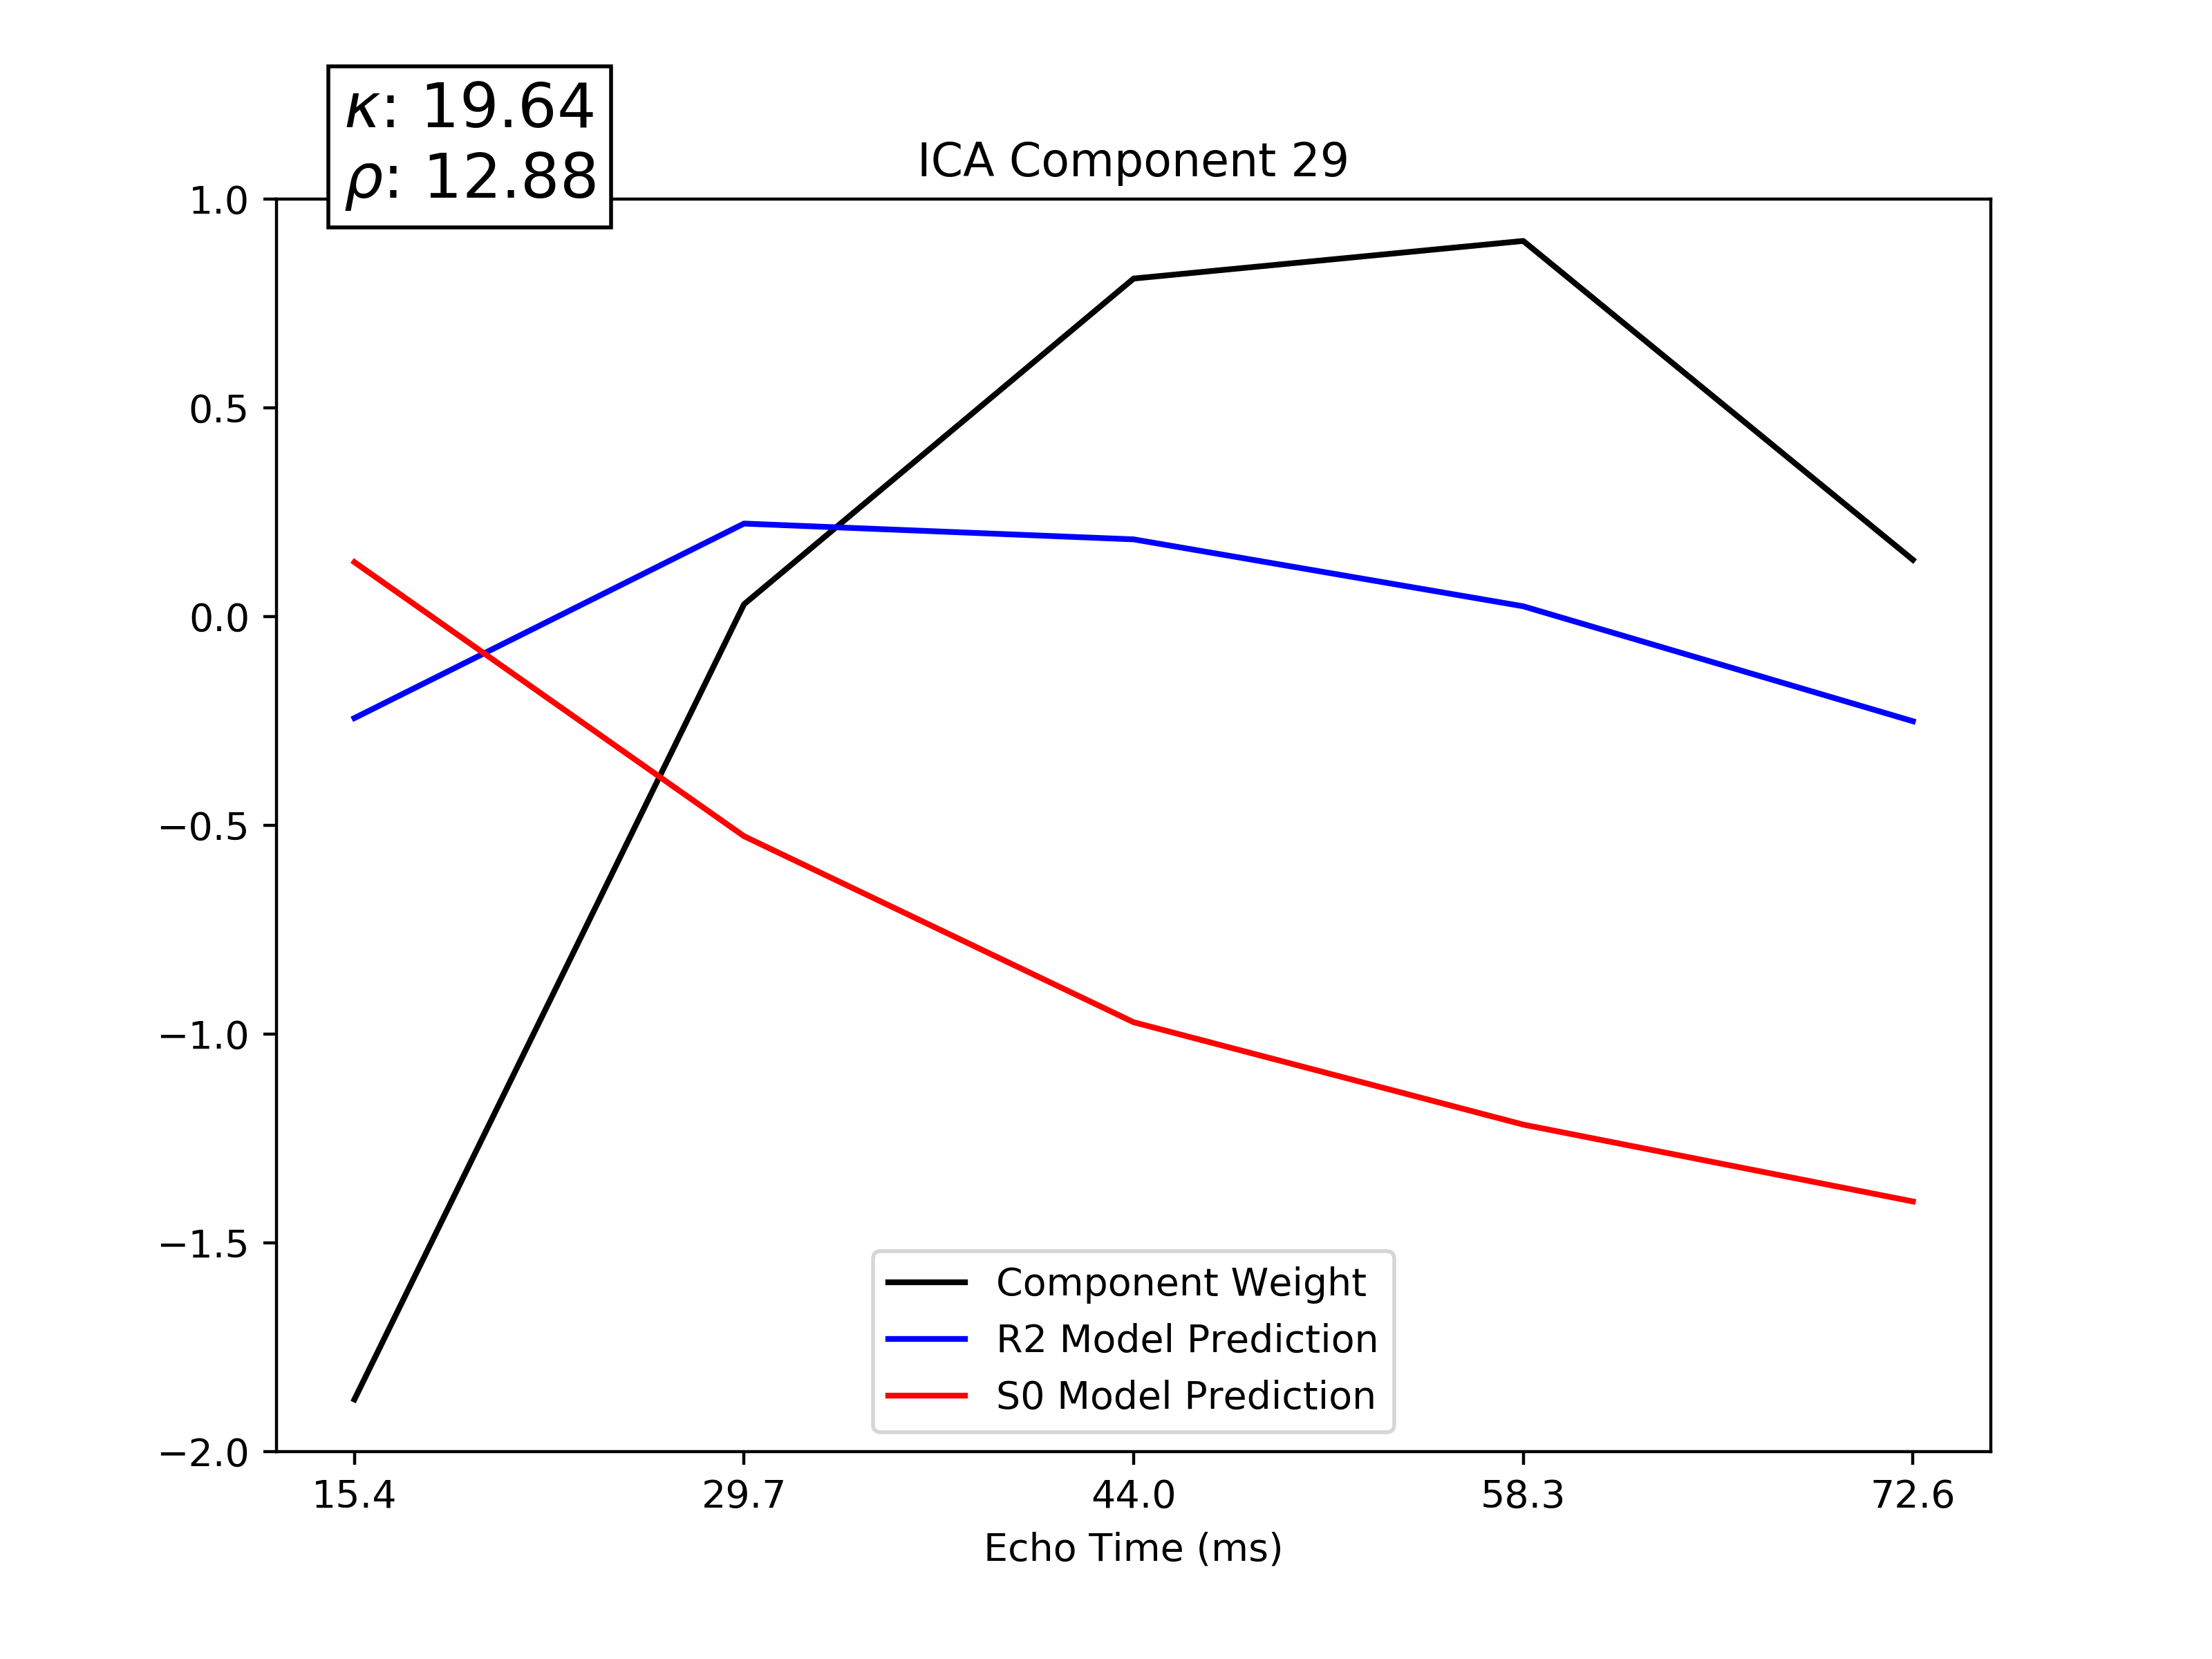 κ: 19.64
ρ: 12.88
ICA Component 29
1.0
0.5
0.0
−0.5
−1.0
−1.5
−2.0
Component Weight
R2 Model Prediction
S0 Model Prediction
15.4 29.7 44.0 58.3 72.6
Echo Time (ms)